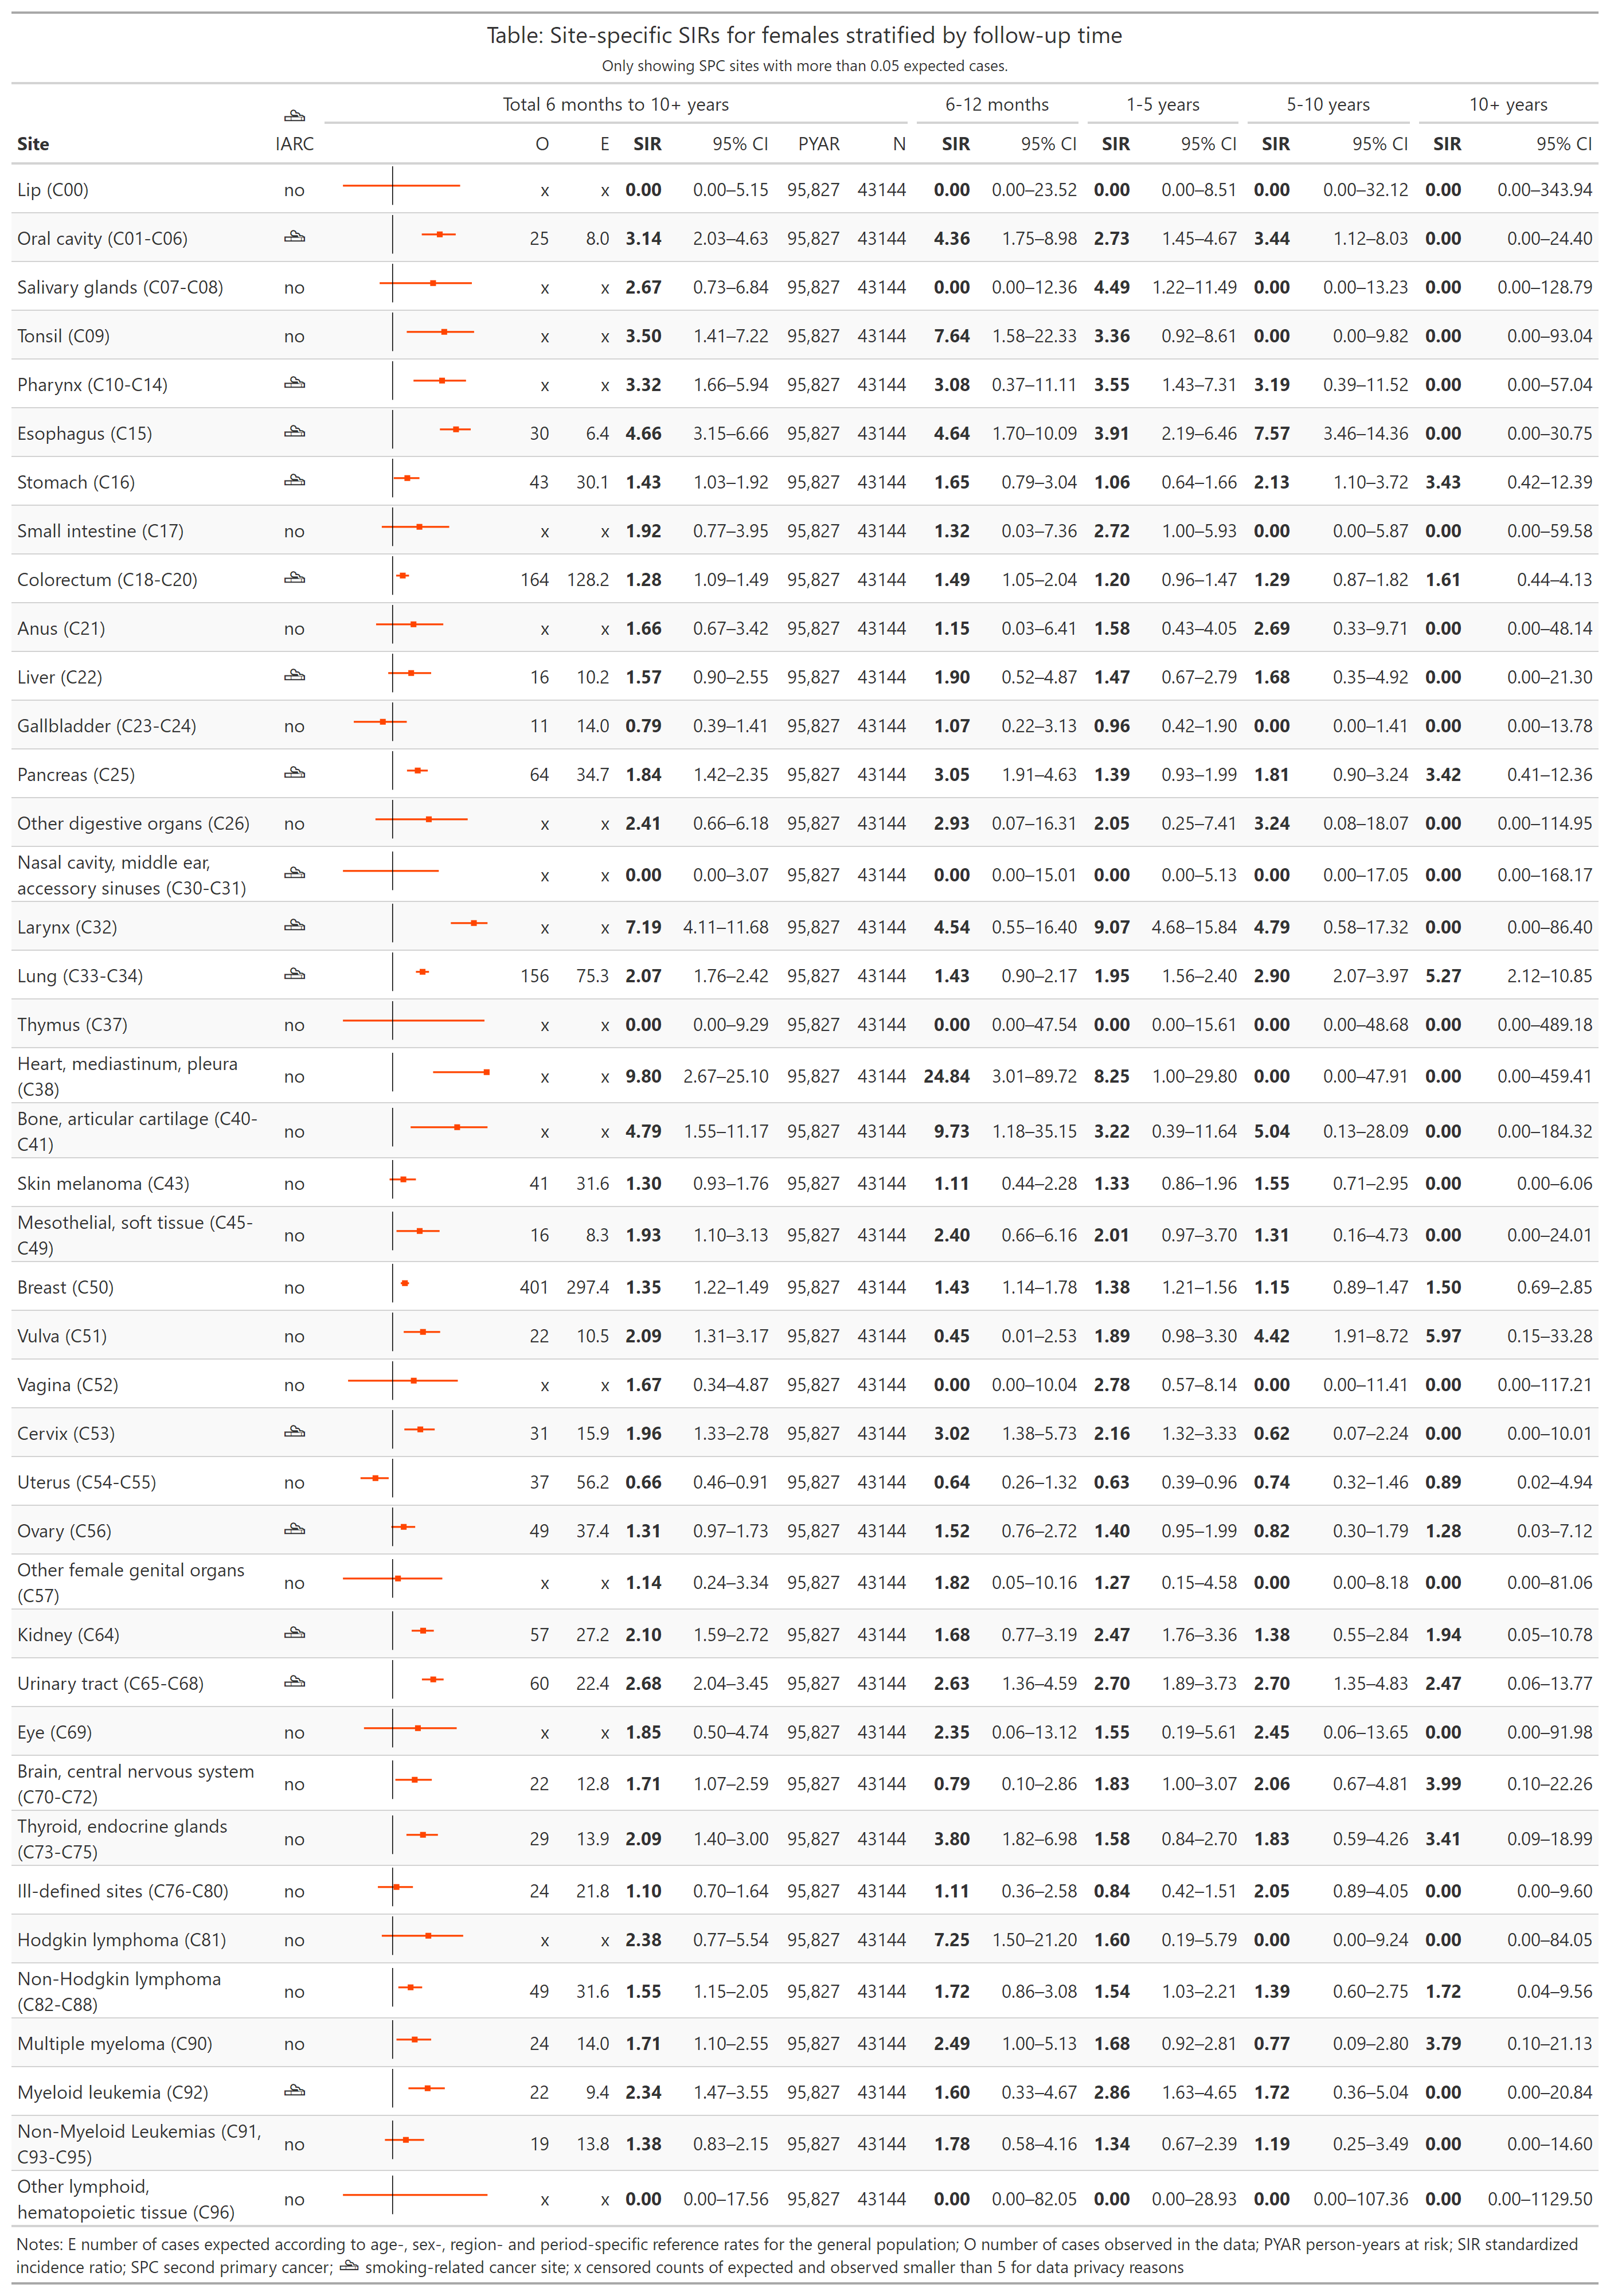 Table: Site-specific SIRs for females stratified by follow-up time
Only showing SPC sites with more than 0.05 expected cases.
Total 6 months to 10+ years 6-12 months 1-5 years 5-10 years 10+ years
Site IARC O E SIR 95% CI PYAR N SIR 95% CI SIR 95% CI SIR 95% CI SIR 95% CI
Lip (C00) no x x 0.00 0.00–5.15 95,827 43144 0.00 0.00–23.52 0.00 0.00–8.51 0.00 0.00–32.12 0.00 0.00–343.94
Oral cavity (C01-C06) 25 8.0 3.14 2.03–4.63 95,827 43144 4.36 1.75–8.98 2.73 1.45–4.67 3.44 1.12–8.03 0.00 0.00–24.40
Salivary glands (C07-C08) no x x 2.67 0.73–6.84 95,827 43144 0.00 0.00–12.36 4.49 1.22–11.49 0.00 0.00–13.23 0.00 0.00–128.79
Tonsil (C09) no x x 3.50 1.41–7.22 95,827 43144 7.64 1.58–22.33 3.36 0.92–8.61 0.00 0.00–9.82 0.00 0.00–93.04
Pharynx (C10-C14) x x 3.32 1.66–5.94 95,827 43144 3.08 0.37–11.11 3.55 1.43–7.31 3.19 0.39–11.52 0.00 0.00–57.04
Esophagus (C15) 30 6.4 4.66 3.15–6.66 95,827 43144 4.64 1.70–10.09 3.91 2.19–6.46 7.57 3.46–14.36 0.00 0.00–30.75
Stomach (C16) 43 30.1 1.43 1.03–1.92 95,827 43144 1.65 0.79–3.04 1.06 0.64–1.66 2.13 1.10–3.72 3.43 0.42–12.39
Small intestine (C17) no x x 1.92 0.77–3.95 95,827 43144 1.32 0.03–7.36 2.72 1.00–5.93 0.00 0.00–5.87 0.00 0.00–59.58
Colorectum (C18-C20) 164 128.2 1.28 1.09–1.49 95,827 43144 1.49 1.05–2.04 1.20 0.96–1.47 1.29 0.87–1.82 1.61 0.44–4.13
Anus (C21) no x x 1.66 0.67–3.42 95,827 43144 1.15 0.03–6.41 1.58 0.43–4.05 2.69 0.33–9.71 0.00 0.00–48.14
Liver (C22) 16 10.2 1.57 0.90–2.55 95,827 43144 1.90 0.52–4.87 1.47 0.67–2.79 1.68 0.35–4.92 0.00 0.00–21.30
Gallbladder (C23-C24) no 11 14.0 0.79 0.39–1.41 95,827 43144 1.07 0.22–3.13 0.96 0.42–1.90 0.00 0.00–1.41 0.00 0.00–13.78
Pancreas (C25) 64 34.7 1.84 1.42–2.35 95,827 43144 3.05 1.91–4.63 1.39 0.93–1.99 1.81 0.90–3.24 3.42 0.41–12.36
Other digestive organs (C26) no x x 2.41 0.66–6.18 95,827 43144 2.93 0.07–16.31 2.05 0.25–7.41 3.24 0.08–18.07 0.00 0.00–114.95
Nasal cavity, middle ear,
accessory sinuses (C30-C31) x x 0.00 0.00–3.07 95,827 43144 0.00 0.00–15.01 0.00 0.00–5.13 0.00 0.00–17.05 0.00 0.00–168.17
Larynx (C32) x x 7.19 4.11–11.68 95,827 43144 4.54 0.55–16.40 9.07 4.68–15.84 4.79 0.58–17.32 0.00 0.00–86.40
Lung (C33-C34) 156 75.3 2.07 1.76–2.42 95,827 43144 1.43 0.90–2.17 1.95 1.56–2.40 2.90 2.07–3.97 5.27 2.12–10.85
Thymus (C37) no x x 0.00 0.00–9.29 95,827 43144 0.00 0.00–47.54 0.00 0.00–15.61 0.00 0.00–48.68 0.00 0.00–489.18
Heart, mediastinum, pleura
(C38) no x x 9.80 2.67–25.10 95,827 43144 24.84 3.01–89.72 8.25 1.00–29.80 0.00 0.00–47.91 0.00 0.00–459.41
Bone, articular cartilage (C40-
C41) no x x 4.79 1.55–11.17 95,827 43144 9.73 1.18–35.15 3.22 0.39–11.64 5.04 0.13–28.09 0.00 0.00–184.32
Skin melanoma (C43) no 41 31.6 1.30 0.93–1.76 95,827 43144 1.11 0.44–2.28 1.33 0.86–1.96 1.55 0.71–2.95 0.00 0.00–6.06
Mesothelial, soft tissue (C45-
C49) no 16 8.3 1.93 1.10–3.13 95,827 43144 2.40 0.66–6.16 2.01 0.97–3.70 1.31 0.16–4.73 0.00 0.00–24.01
Breast (C50) no 401 297.4 1.35 1.22–1.49 95,827 43144 1.43 1.14–1.78 1.38 1.21–1.56 1.15 0.89–1.47 1.50 0.69–2.85
Vulva (C51) no 22 10.5 2.09 1.31–3.17 95,827 43144 0.45 0.01–2.53 1.89 0.98–3.30 4.42 1.91–8.72 5.97 0.15–33.28
Vagina (C52) no x x 1.67 0.34–4.87 95,827 43144 0.00 0.00–10.04 2.78 0.57–8.14 0.00 0.00–11.41 0.00 0.00–117.21
Cervix (C53) 31 15.9 1.96 1.33–2.78 95,827 43144 3.02 1.38–5.73 2.16 1.32–3.33 0.62 0.07–2.24 0.00 0.00–10.01
Uterus (C54-C55) no 37 56.2 0.66 0.46–0.91 95,827 43144 0.64 0.26–1.32 0.63 0.39–0.96 0.74 0.32–1.46 0.89 0.02–4.94
Ovary (C56) 49 37.4 1.31 0.97–1.73 95,827 43144 1.52 0.76–2.72 1.40 0.95–1.99 0.82 0.30–1.79 1.28 0.03–7.12
Other female genital organs
(C57) no x x 1.14 0.24–3.34 95,827 43144 1.82 0.05–10.16 1.27 0.15–4.58 0.00 0.00–8.18 0.00 0.00–81.06
Kidney (C64) 57 27.2 2.10 1.59–2.72 95,827 43144 1.68 0.77–3.19 2.47 1.76–3.36 1.38 0.55–2.84 1.94 0.05–10.78
Urinary tract (C65-C68) 60 22.4 2.68 2.04–3.45 95,827 43144 2.63 1.36–4.59 2.70 1.89–3.73 2.70 1.35–4.83 2.47 0.06–13.77
Eye (C69) no x x 1.85 0.50–4.74 95,827 43144 2.35 0.06–13.12 1.55 0.19–5.61 2.45 0.06–13.65 0.00 0.00–91.98
Brain, central nervous system
(C70-C72) no 22 12.8 1.71 1.07–2.59 95,827 43144 0.79 0.10–2.86 1.83 1.00–3.07 2.06 0.67–4.81 3.99 0.10–22.26
Thyroid, endocrine glands
(C73-C75) no 29 13.9 2.09 1.40–3.00 95,827 43144 3.80 1.82–6.98 1.58 0.84–2.70 1.83 0.59–4.26 3.41 0.09–18.99
Ill-defined sites (C76-C80) no 24 21.8 1.10 0.70–1.64 95,827 43144 1.11 0.36–2.58 0.84 0.42–1.51 2.05 0.89–4.05 0.00 0.00–9.60
Hodgkin lymphoma (C81) no x x 2.38 0.77–5.54 95,827 43144 7.25 1.50–21.20 1.60 0.19–5.79 0.00 0.00–9.24 0.00 0.00–84.05
Non-Hodgkin lymphoma
(C82-C88) no 49 31.6 1.55 1.15–2.05 95,827 43144 1.72 0.86–3.08 1.54 1.03–2.21 1.39 0.60–2.75 1.72 0.04–9.56
Multiple myeloma (C90) no 24 14.0 1.71 1.10–2.55 95,827 43144 2.49 1.00–5.13 1.68 0.92–2.81 0.77 0.09–2.80 3.79 0.10–21.13
Myeloid leukemia (C92) 22 9.4 2.34 1.47–3.55 95,827 43144 1.60 0.33–4.67 2.86 1.63–4.65 1.72 0.36–5.04 0.00 0.00–20.84
Non-Myeloid Leukemias (C91,
C93-C95) no 19 13.8 1.38 0.83–2.15 95,827 43144 1.78 0.58–4.16 1.34 0.67–2.39 1.19 0.25–3.49 0.00 0.00–14.60
Other lymphoid,
hematopoietic tissue (C96) no x x 0.00 0.00–17.56 95,827 43144 0.00 0.00–82.05 0.00 0.00–28.93 0.00 0.00–107.36 0.00 0.00–1129.50
Notes: E number of cases expected according to age-, sex-, region- and period-specific reference rates for the general population; O number of cases observed in the data; PYAR person-years at risk; SIR standardized
incidence ratio; SPC second primary cancer; smoking-related cancer site; x censored counts of expected and observed smaller than 5 for data privacy reasons